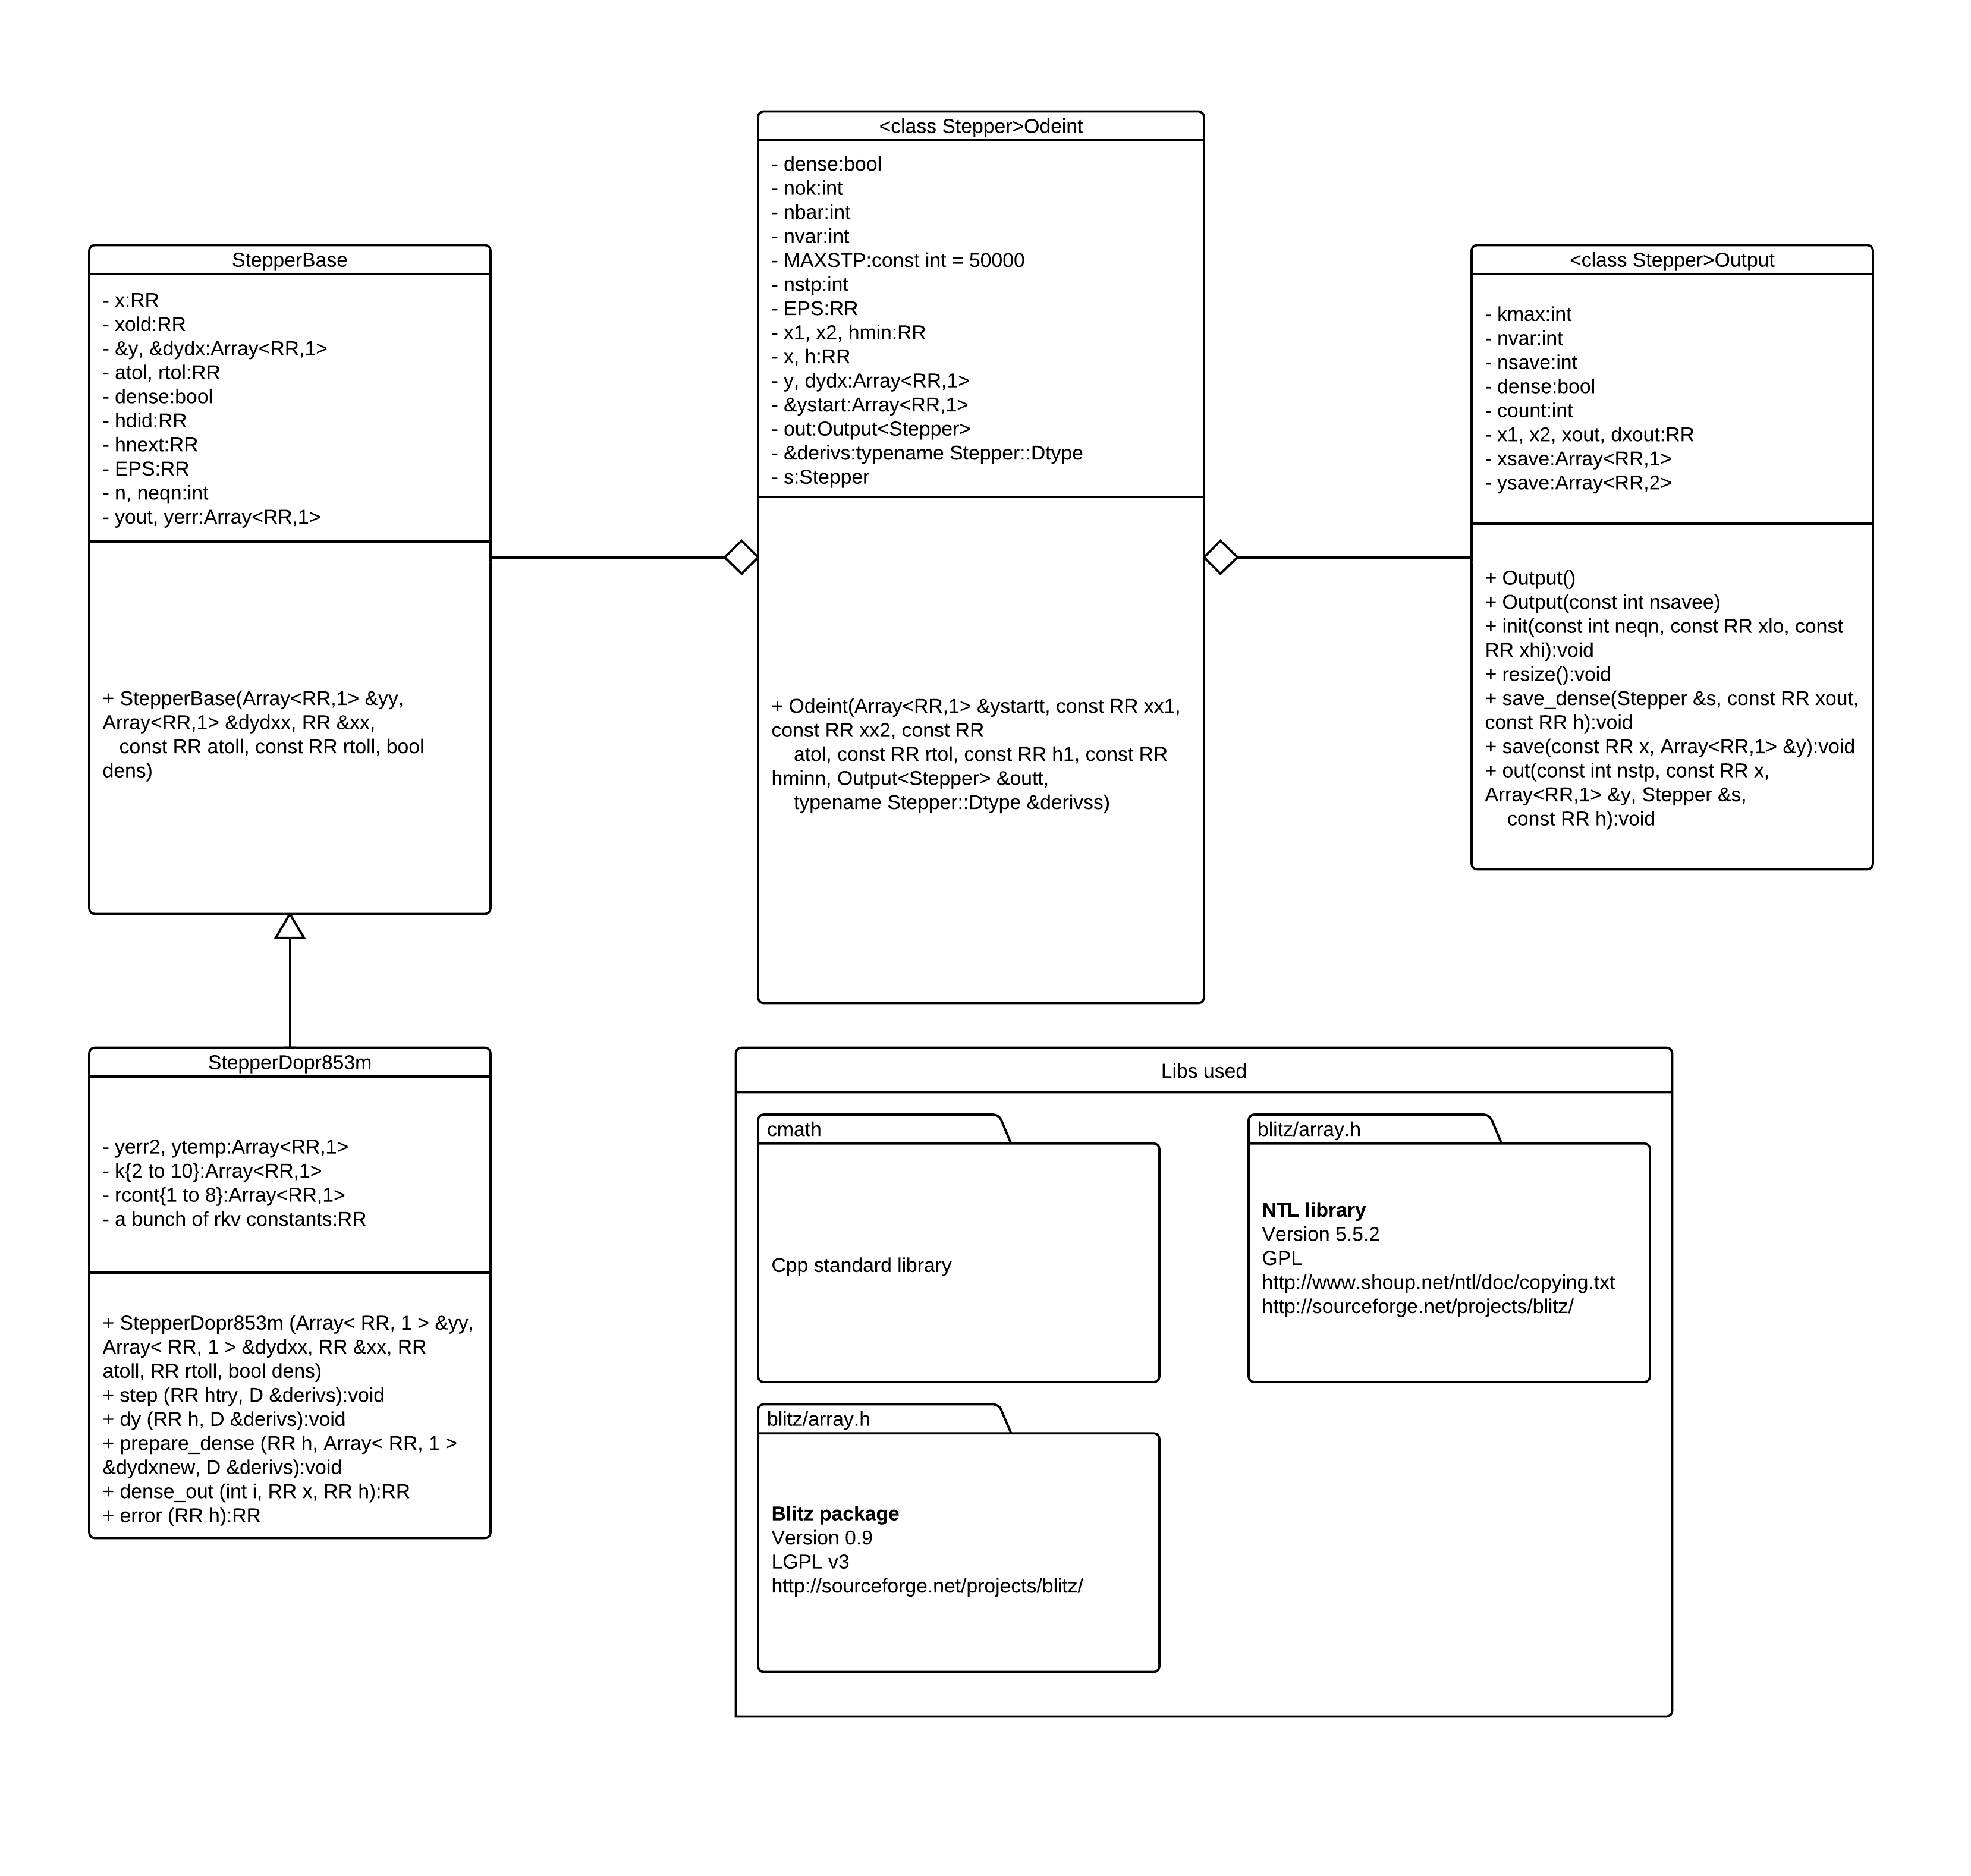 <class Stepper>Odeint
- dense:bool
- nok:int
- nbar:int
- nvar:int
- MAXSTP:const int = 50000
- nstp:int
- EPS:RR
- x1, x2, hmin:RR
- x, h:RR
- y, dydx:Array<RR,1>
- &ystart:Array<RR,1>
- out:Output<Stepper>
- &derivs:typename Stepper::Dtype
- s:Stepper
+ Odeint(Array<RR,1> &ystartt, const RR xx1,
const RR xx2, const RR
atol, const RR rtol, const RR h1, const RR
hminn, Output<Stepper> &outt,
typename Stepper::Dtype &derivss)
StepperBase
- x:RR
- xold:RR
- &y, &dydx:Array<RR,1>
- atol, rtol:RR
- dense:bool
- hdid:RR
- hnext:RR
- EPS:RR
- n, neqn:int
- yout, yerr:Array<RR,1>
+ StepperBase(Array<RR,1> &yy,
Array<RR,1> &dydxx, RR &xx,
const RR atoll, const RR rtoll, bool
dens)
<class Stepper>Output
- kmax:int
- nvar:int
- nsave:int
- dense:bool
- count:int
- x1, x2, xout, dxout:RR
- xsave:Array<RR,1>
- ysave:Array<RR,2>
+ Output()
+ Output(const int nsavee)
+ init(const int neqn, const RR xlo, const
RR xhi):void
+ resize():void
+ save_dense(Stepper &s, const RR xout,
const RR h):void
+ save(const RR x, Array<RR,1> &y):void
+ out(const int nstp, const RR x,
Array<RR,1> &y, Stepper &s,
const RR h):void
StepperDopr853m
- yerr2, ytemp:Array<RR,1>
- k{2 to 10}:Array<RR,1>
- rcont{1 to 8}:Array<RR,1>
- a bunch of rkv constants:RR
+ StepperDopr853m (Array< RR, 1 > &yy,
Array< RR, 1 > &dydxx, RR &xx, RR
atoll, RR rtoll, bool dens)
+ step (RR htry, D &derivs):void
+ dy (RR h, D &derivs):void
+ prepare_dense (RR h, Array< RR, 1 >
&dydxnew, D &derivs):void
+ dense_out (int i, RR x, RR h):RR
+ error (RR h):RR
Libs used
cmath
Cpp standard library
blitz/array.h
NTL library
Version 5.5.2
GPL
http://www.shoup.net/ntl/doc/copying.txt
http://sourceforge.net/projects/blitz/
blitz/array.h
Blitz package
Version 0.9
LGPL v3
http://sourceforge.net/projects/blitz/